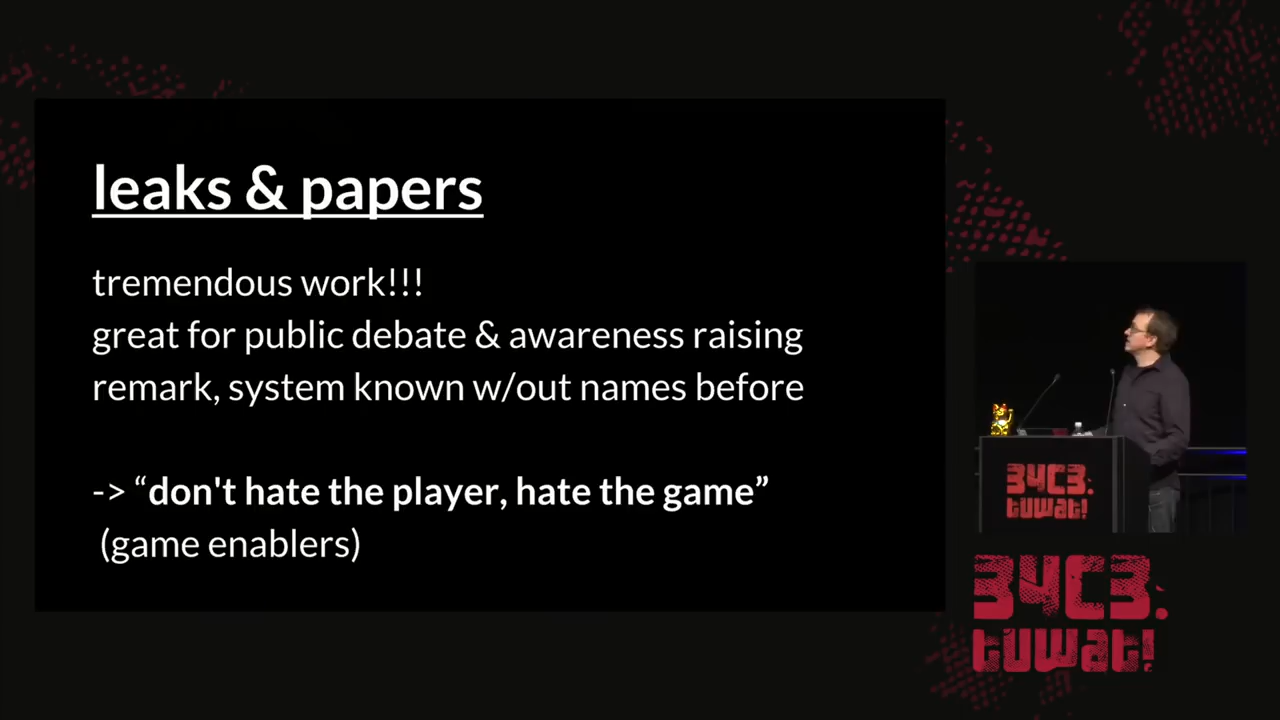 leaks & papers
tremendous work!!!
great for public debate & awareness raising
remark, system known w/out names before
-> “don't hate the player, hate the game”
(game enablers)
34C3.
tuwat!
34C3.
tuwat!